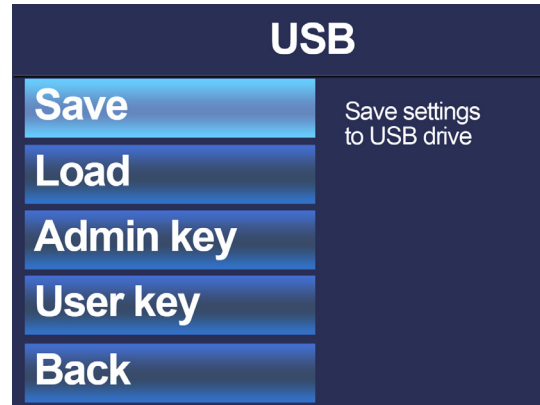 USB
Save
Save settings
to USB drive
Load
Admin key
User key
Back